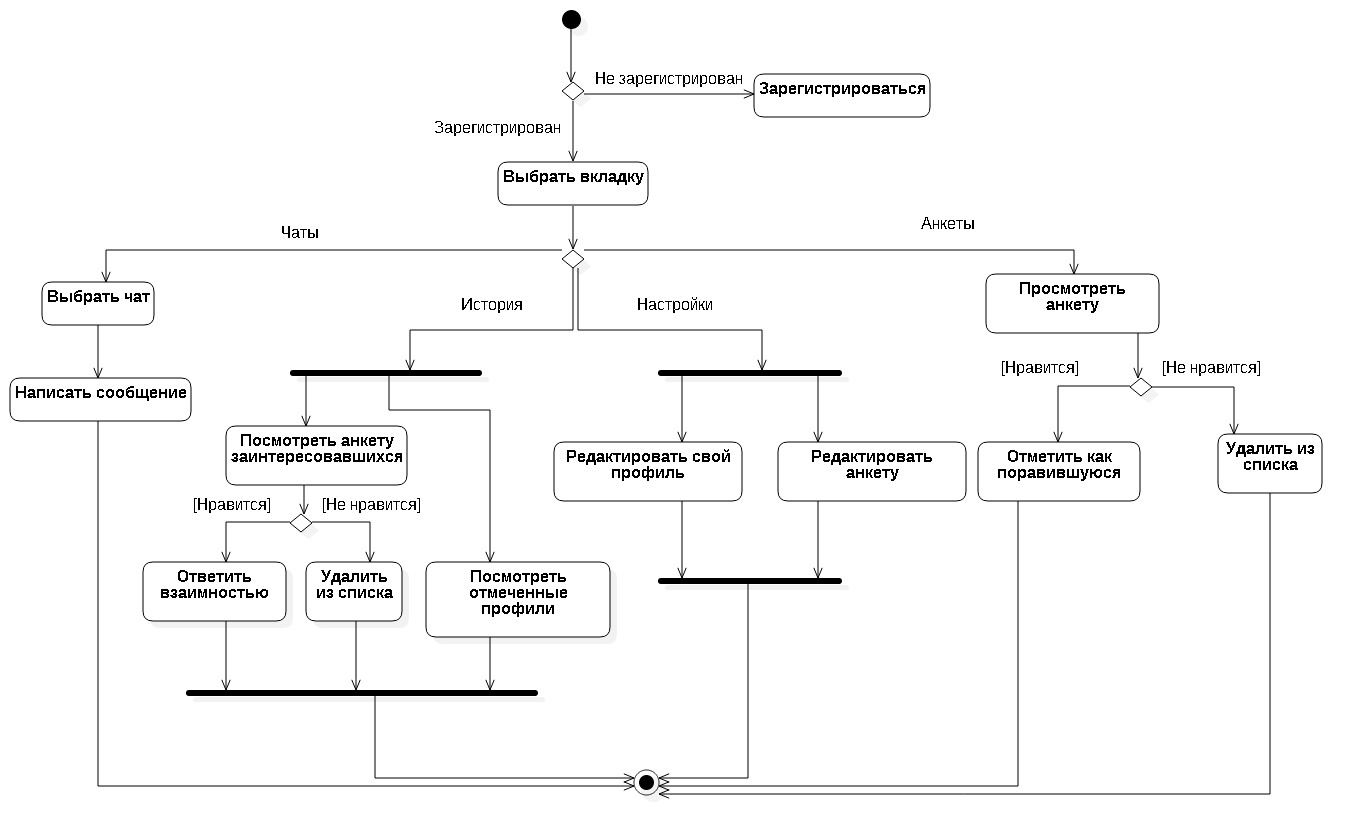 Не зарегистрирован
Зарегистрироваться
Зарегистрирован
Выбрать вкладку
Чаты
Анкеты
Выбрать чат
История
Настройки
Просмотреть
анкету
Написать сообщение
[Нравится]
[Не нравится]
Посмотреть анкету
заинтересовавшихся
Редактировать свой
профиль
Редактировать
анкету
Отметить как
поравившуюся
Удалить из
списка
[Нравится]
[Не нравится]
Ответить
взаимностью
Удалить
из списка
Посмотреть
отмеченные
профили